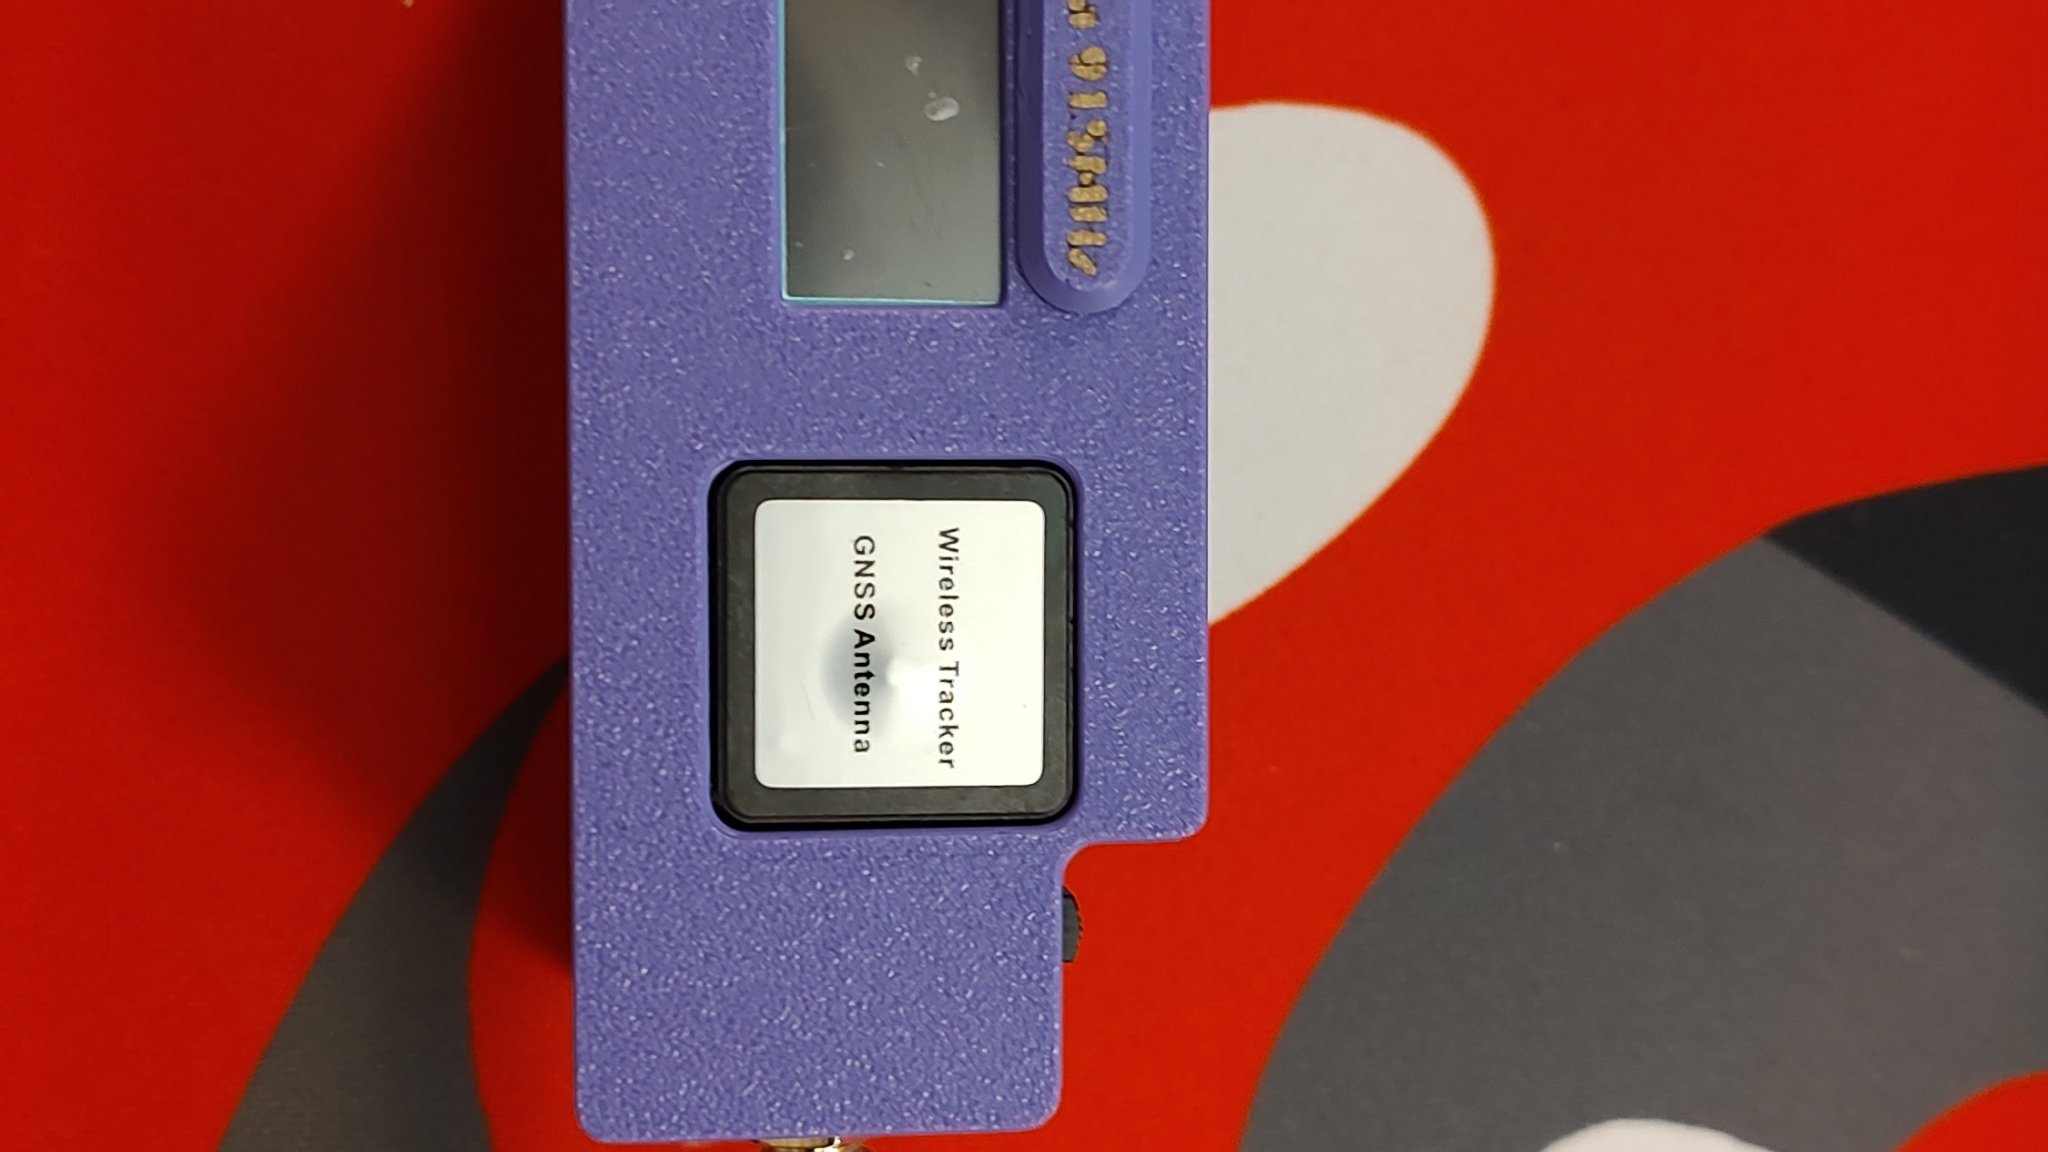 915MHz
Wireless Tracker
GNSS Antenna